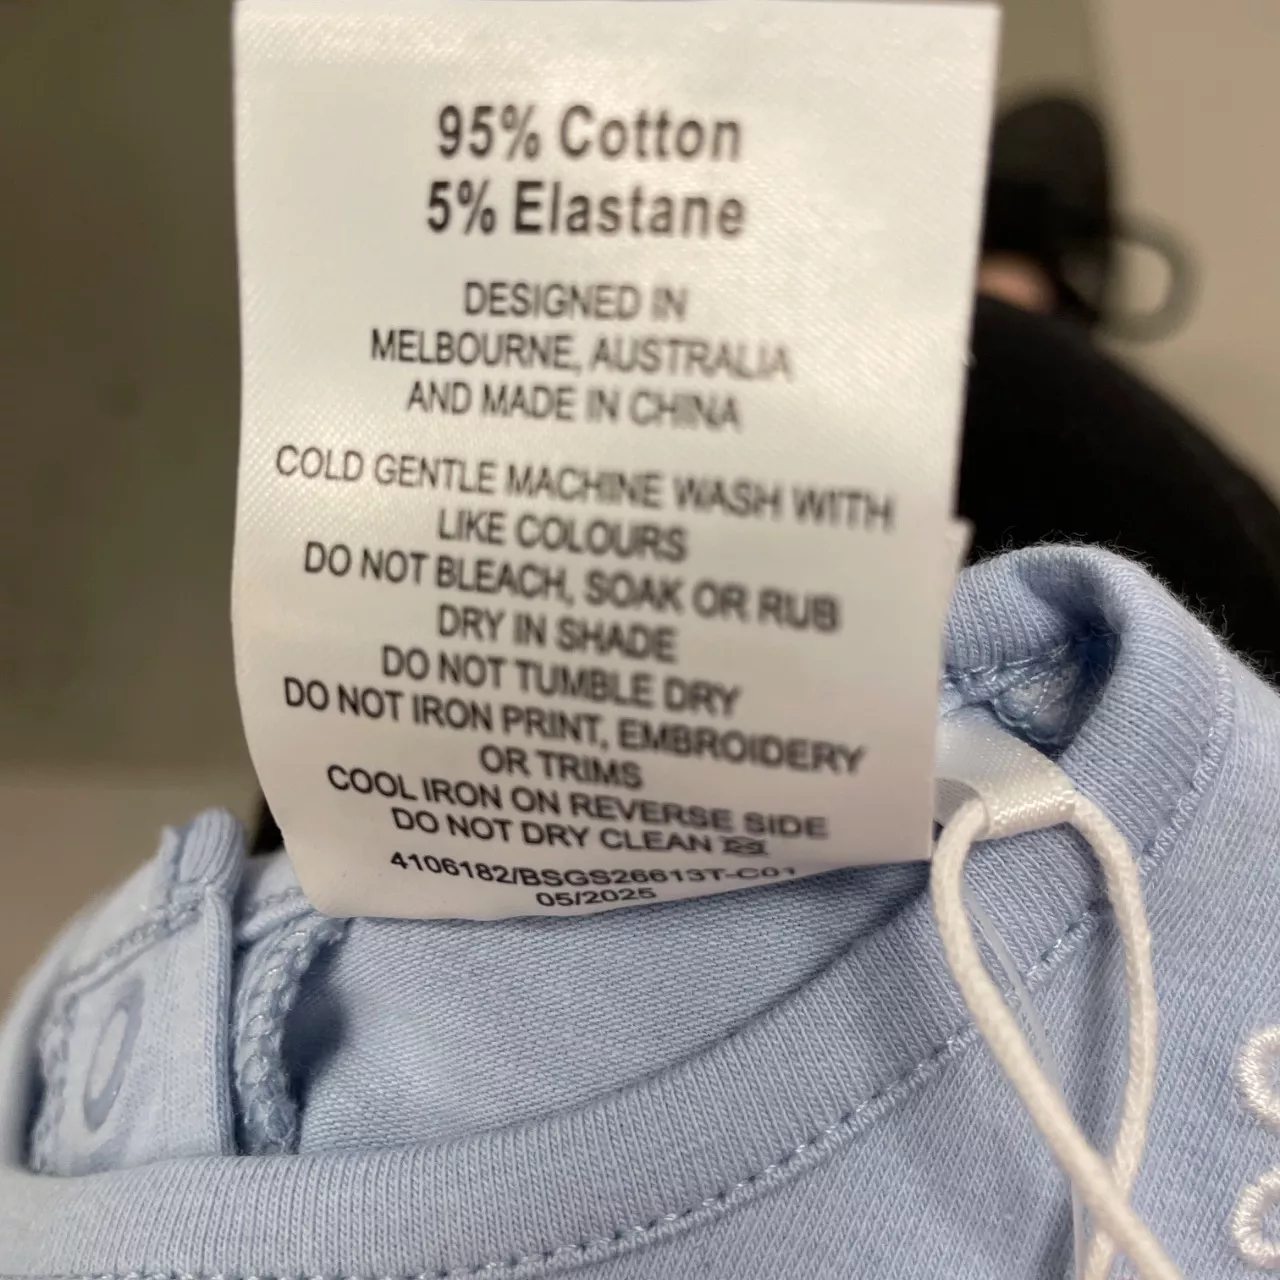 95% Cotton
5% Elastane
DESIGNED IN
MELBOURNE, AUSTRALIA
AND MADE IN CHINA
COLD GENTLE MACHINE WASH WITH
LIKE COLOURS
DO NOT BLEACH, SOAK OR RUB
DRY IN SHADE
DO NOT TUMBLE DRY
DO NOT IRON PRINT, EMBROIDERY
OR TRIMS
COOL IRON ON REVERSE SIDE
DO NOT DRY CLEAN
4106182/BSGS26613T-C01
05/2025